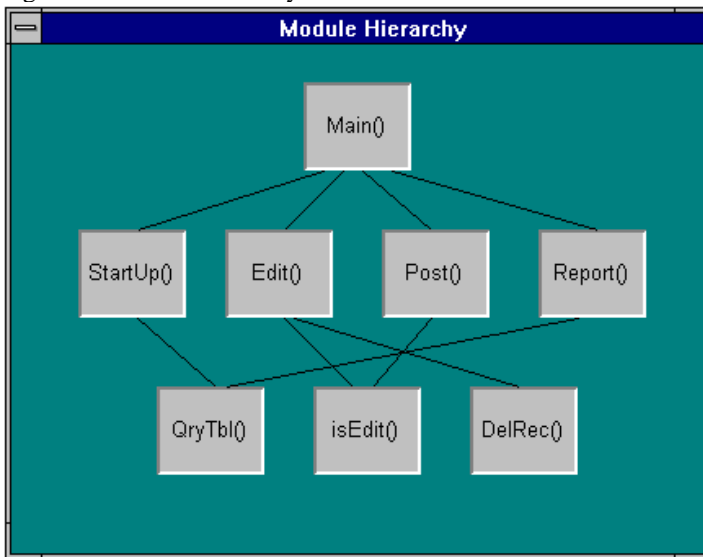 Module Hierarchy
Main()
StartUp()
Edit()
Post()
Report()
QryTbl()
isEdit()
DelRec()